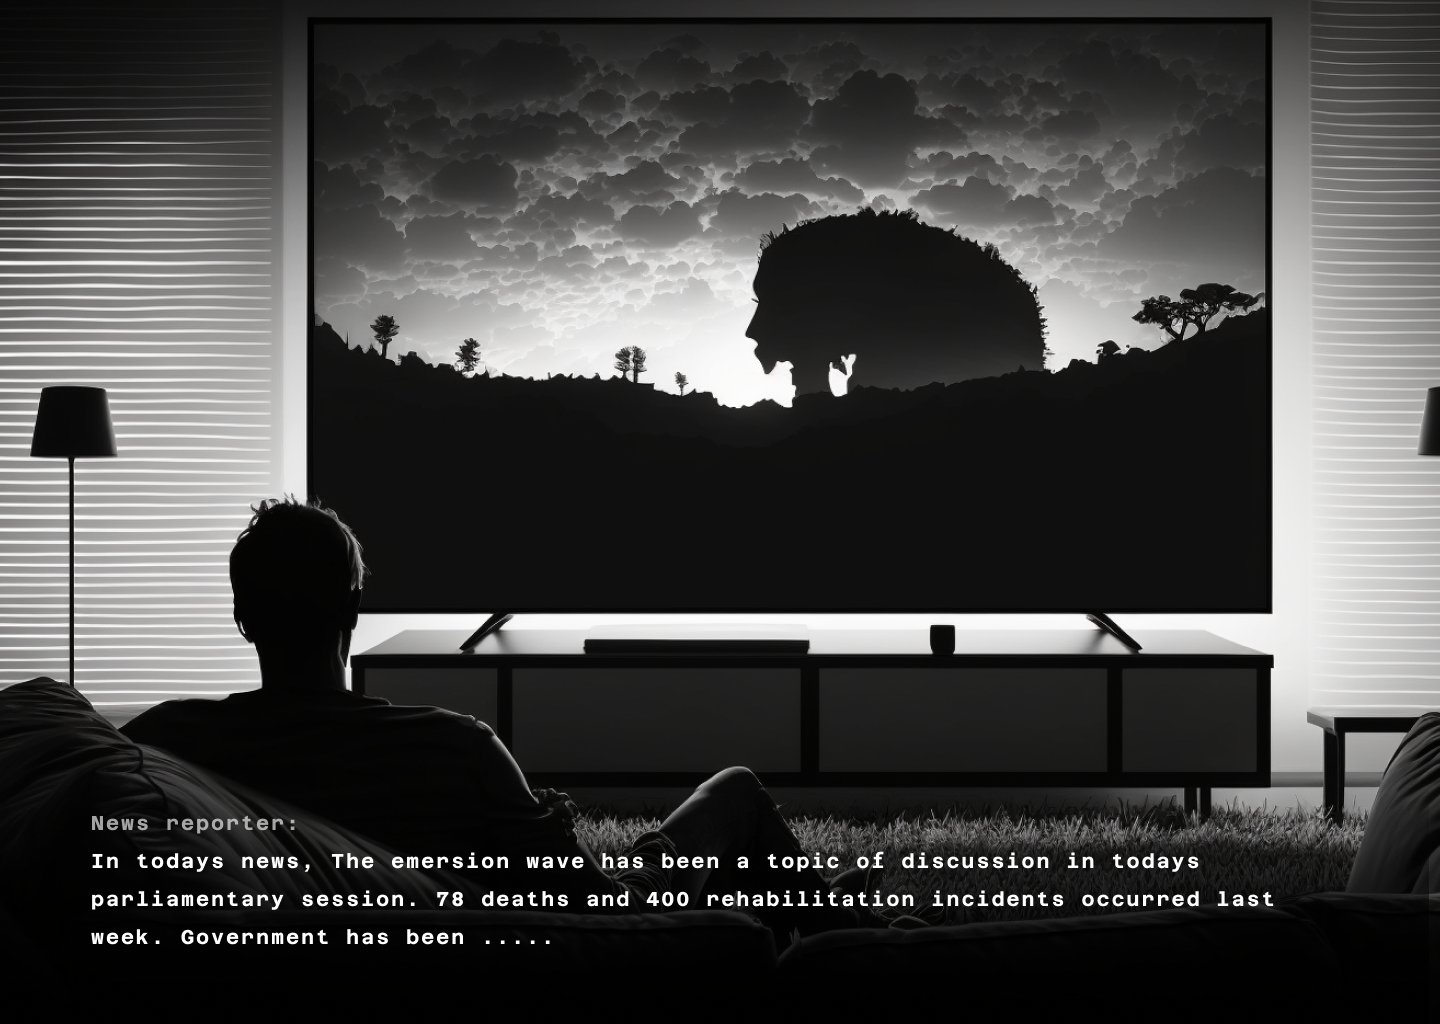 News reporter:
In todays news, The emersion wave has been a topic of discussion in todays
parliamentary session. 78 deaths and 400 rehabilitation incidents occurred last
week. Government has been .....